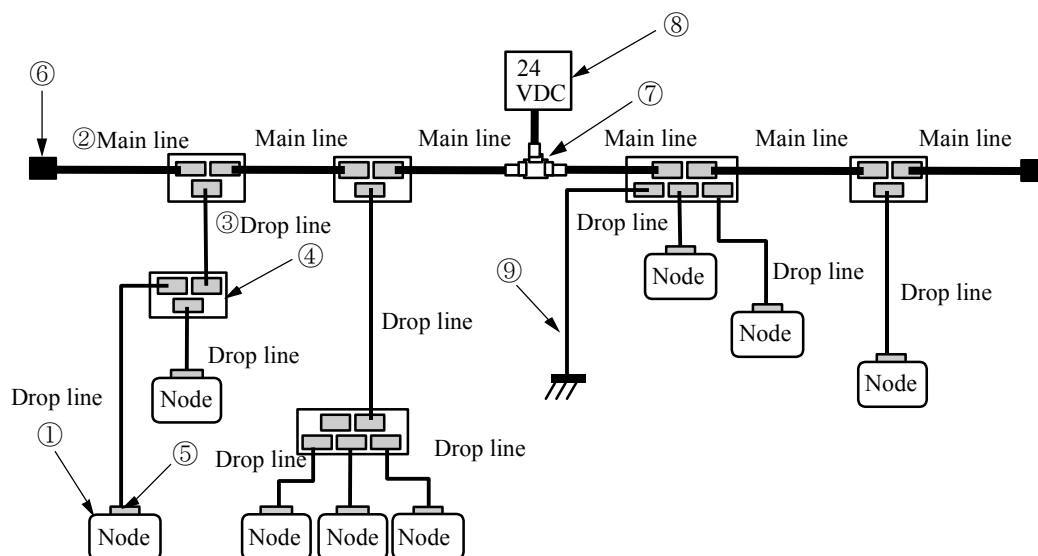 ⑧
24
VDC
⑥
⑦
②Main line
Main line
Main line
Main line
Main line
Main line
③Drop line
Drop line
④
Node
Drop line
⑨
Drop line
Drop line
Node
Drop line
Node
Node
Drop line
①
⑤
Drop line
Drop line
Node
Node
Node
Node